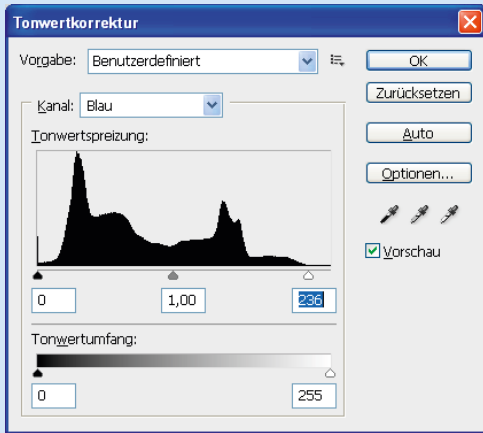 Tonwertkorrektur
Vorgabe: Benutzerdefiniert
OK
Zurücksetzen
Kanal: Blau
Auto
Tonwertspreizung:
Optionen...
Vorschau
0 1,00 236
Tonwertumfang:
0 255